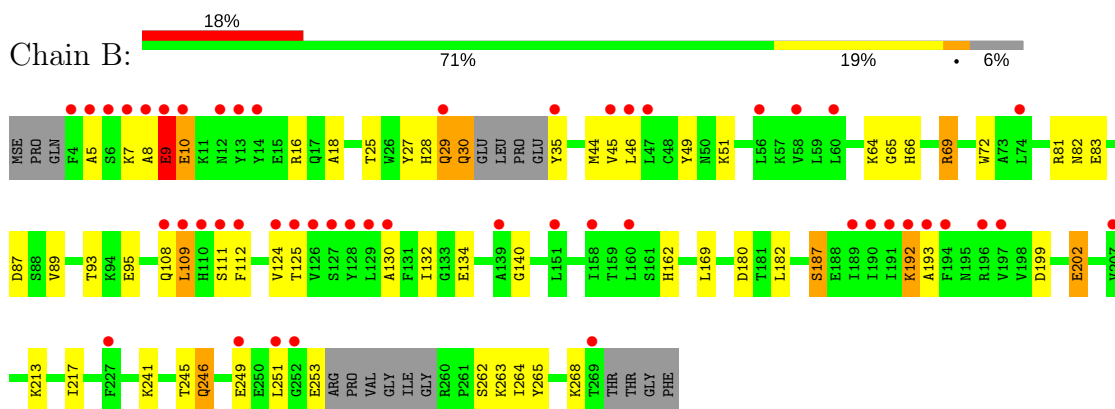 18%
Chain B:
71% 19% • 6%
MSE PRO GLN F4 A5 S6 K7 A8 E9 E10 K11 N12 Y13 Y14 E15 R16 Q17 A18 T25 W26 Y27 H28 Q29 Q30 GLU LEU PRO GLU Y35 M44 V45 L46 L47 C48 Y49 N50 K51 L56 K57 V58 L59 L60 K64 G65 H66 R69 W72 A73 L74 R81 N82 E83
D87 S88 V89 T93 K94 E95 Q108 L109 H110 S111 F112 V124 T125 V126 S127 Y128 L129 A130 F131 I132 G133 E134 A139 G140 L151 I158 T159 L160 S161 H162 L169 D180 T181 L182 S187 E188 I189 I190 I191 K192 A193 F194 N195 R196 V197 V198 D199 E202 V207
K213 I217 F227 K241 T245 Q246 E249 E250 L251 G252 E253 ARG PRO VAL GLY ILE GLY R260 P261 S262 K263 I264 Y265 K268 T269 THR THR GLY PHE